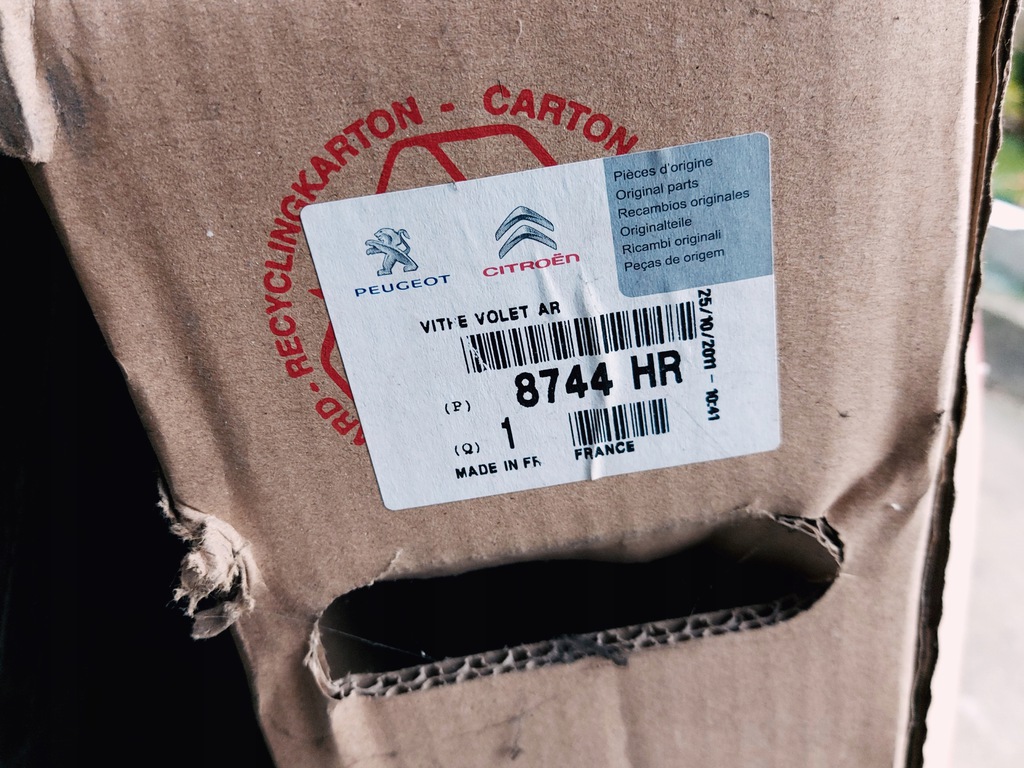 RECYCLINGKARTON - CARTON
PEUGEOT
CITROËN
Pièces d'origine
Original parts
Recambios originales
Originalteile
Ricambi originali
Peças de origem
VOLET AR
25/10/2011 - 10:41
(P) 8744 HR
(Q) 1
MADE IN FR
FRANCE